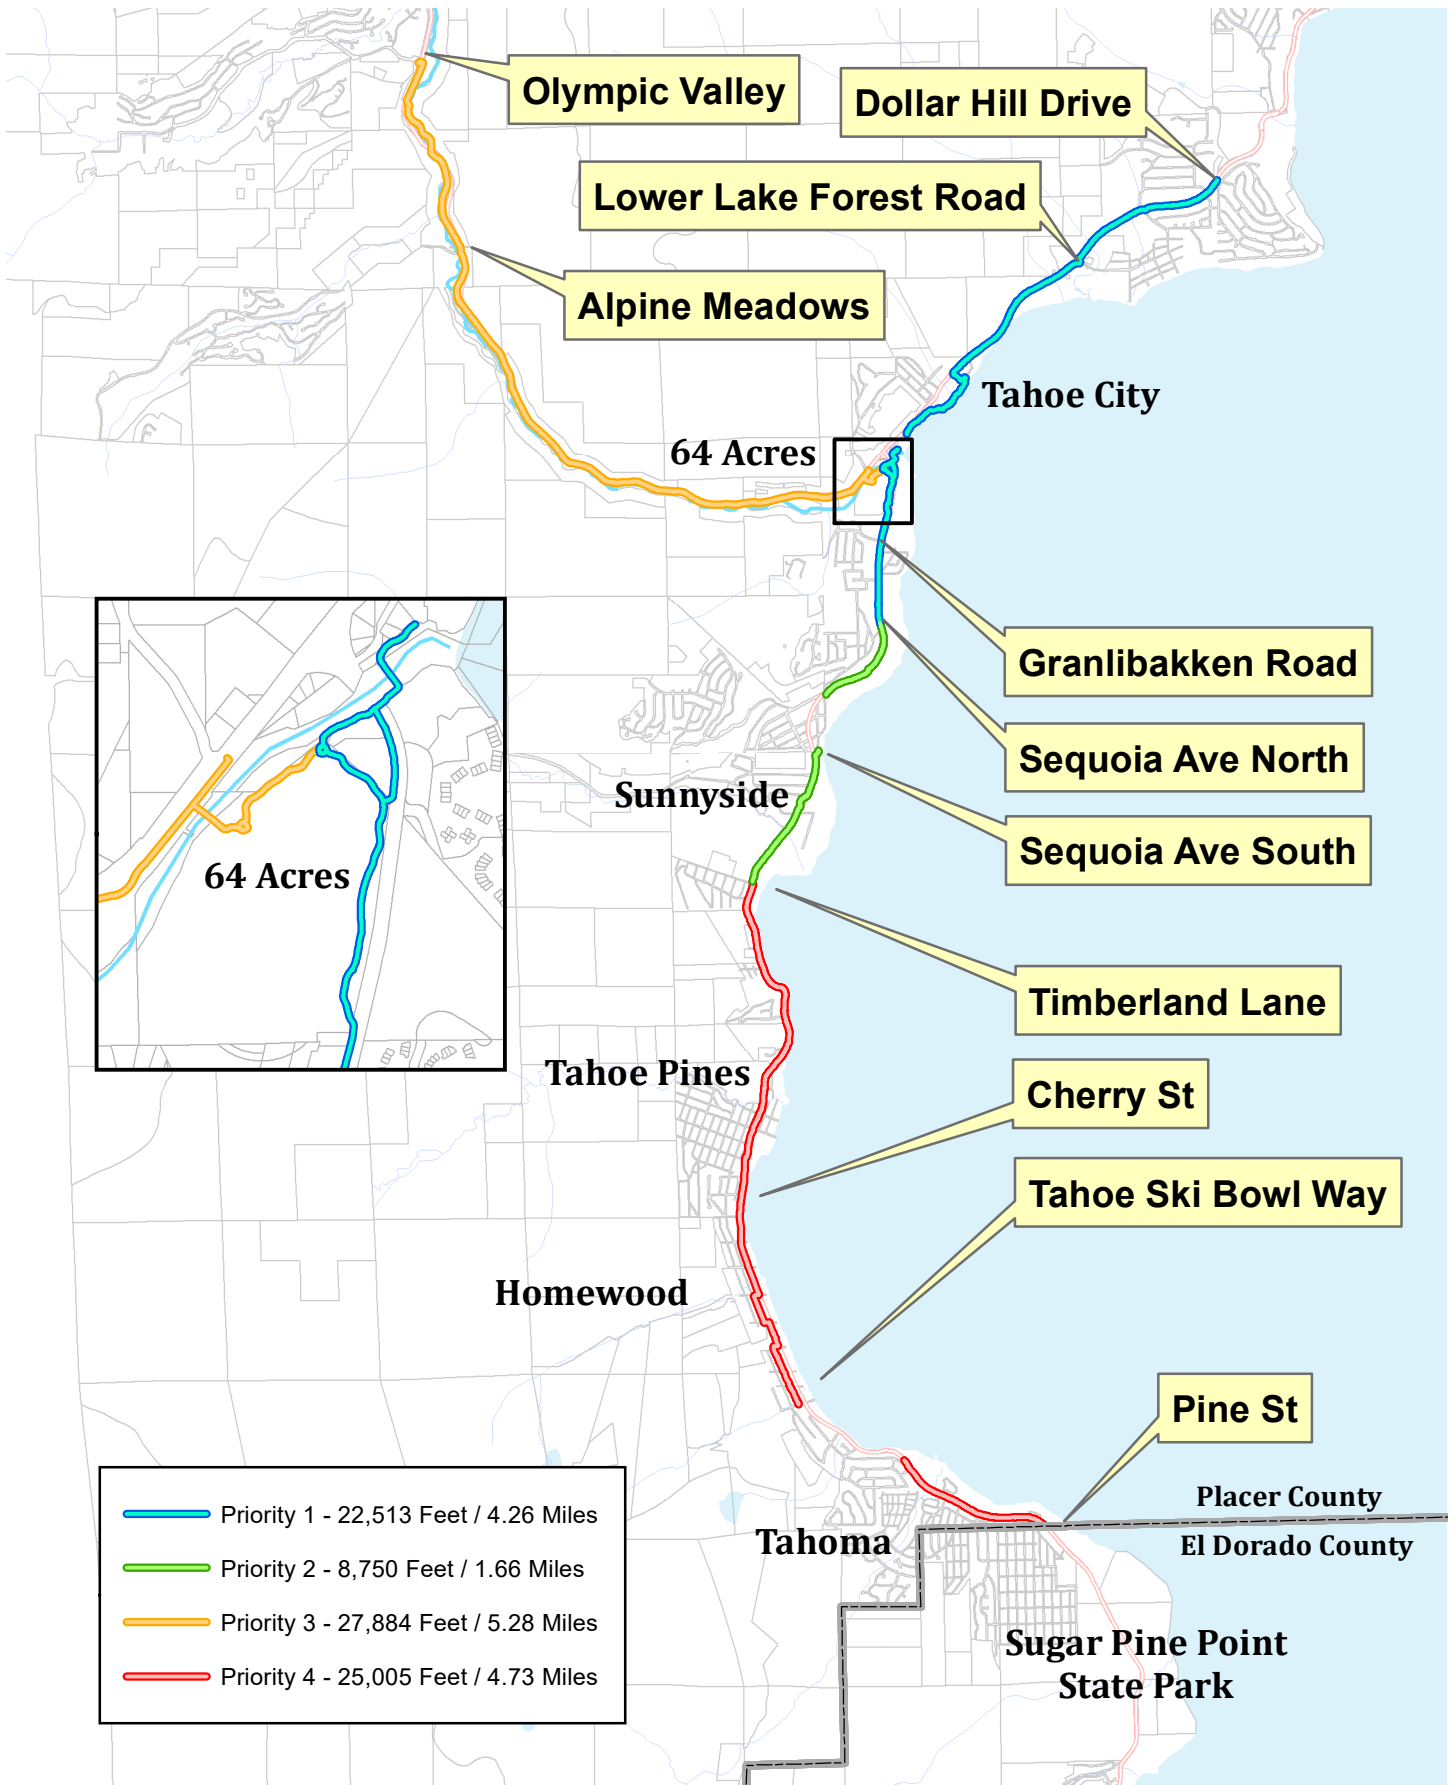 Olympic Valley
Dollar Hill Drive
Lower Lake Forest Road
Alpine Meadows
Tahoe City
64 Acres
Granlibakken Road
Sequoia Ave North
Sunnyside
Sequoia Ave South
64 Acres
Timberland Lane
Tahoe Pines
Cherry St
Tahoe Ski Bowl Way
Homewood
Pine St
Placer County
El Dorado County
Tahoma
Sugar Pine Point
State Park
Priority 1 - 22,513 Feet / 4.26 Miles
Priority 2 - 8,750 Feet / 1.66 Miles
Priority 3 - 27,884 Feet / 5.28 Miles
Priority 4 - 25,005 Feet / 4.73 Miles